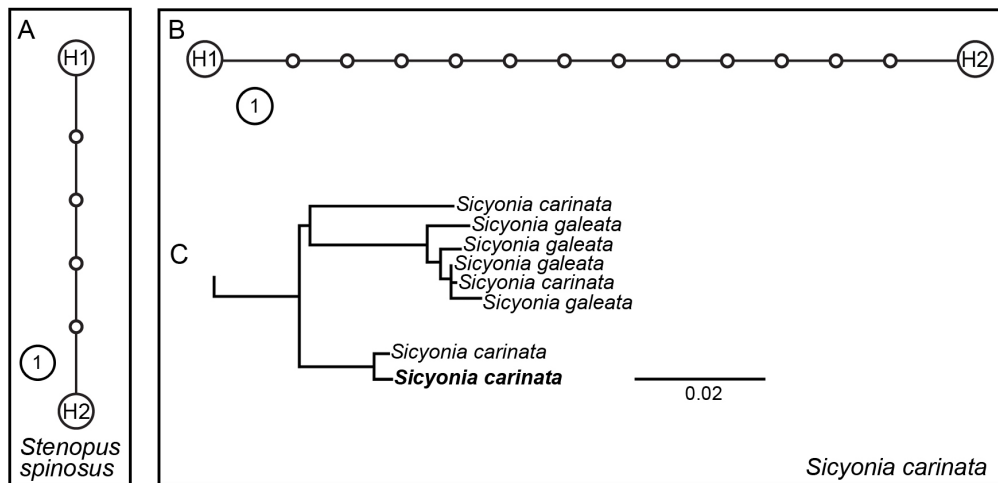 A
H1
1
H2
Stenopus
spinosus
B
H1
H2
1
C
Sicyonia carinata
Sicyonia galeata
Sicyonia galeata
Sicyonia galeata
Sicyonia carinata
Sicyonia galeata
Sicyonia carinata
Sicyonia carinata
0.02
Sicyonia carinata